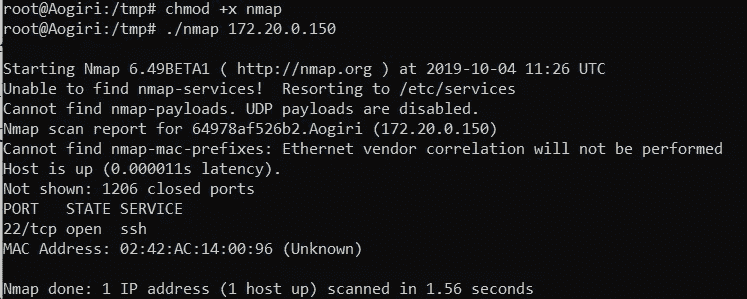 root@Aogiri:/tmp# chmod +x nmap
root@Aogiri:/tmp# ./nmap 172.20.0.150
Starting Nmap 6.49BETA1 ( http://nmap.org ) at 2019-10-04 11:26 UTC
Unable to find nmap-services!  Resorting to /etc/services
Cannot find nmap-payloads. UDP payloads are disabled.
Nmap scan report for 64978af526b2.Aogiri (172.20.0.150)
Cannot find nmap-mac-prefixes: Ethernet vendor correlation will not be performed
Host is up (0.000011s latency).
Not shown: 1206 closed ports
PORT   STATE SERVICE
22/tcp open  ssh
MAC Address: 02:42:AC:14:00:96 (Unknown)
Nmap done: 1 IP address (1 host up) scanned in 1.56 seconds